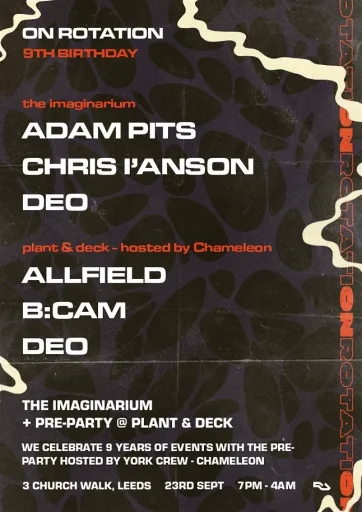 ON ROTATION
9TH BIRTHDAY
the imaginarium
ADAM PITS
CHRIS I'ANSON
DEO
plant & deck - hosted by Chameleon
ALLFIELD
B:CAM
DEO
THE IMAGINARIUM
+ PRE-PARTY @ PLANT & DECK
WE CELEBRATE 9 YEARS OF EVENTS WITH THE PRE-
PARTY HOSTED BY YORK CREW - CHAMELEON
3 CHURCH WALK, LEEDS 23RD SEPT 7PM - 4AM RA
ROTATION ON ROTATION ON ROTATION